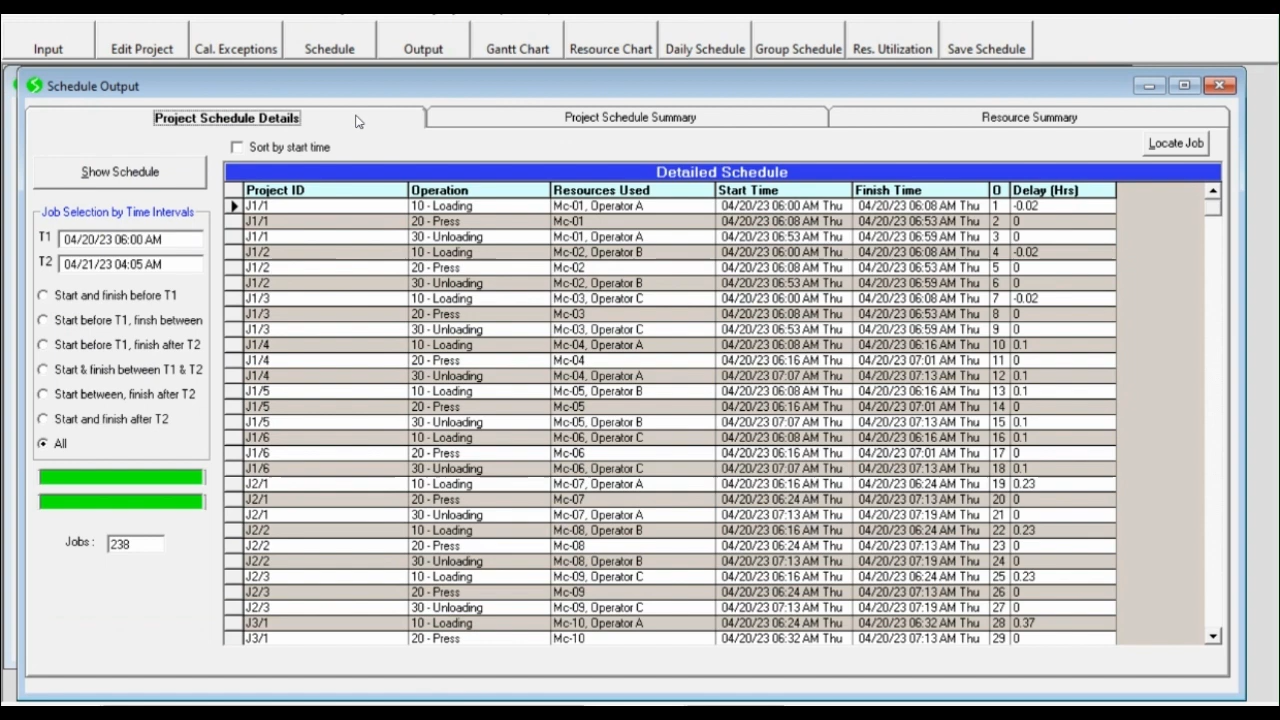 Input Edit Project Cal. Exceptions Schedule Output Gantt Chart Resource Chart Daily Schedule Group Schedule Res. Utilization Save Schedule
Schedule Output
Project Schedule Details Project Schedule Summary Resource Summary
Sort by start time Locate Job
Show Schedule
Job Selection by Time Intervals
T1 04/20/23 06:00 AM
T2 04/21/23 04:05 AM
Start and finish before T1
Start before T1, finsh between
Start before T1, finish after T2
Start & finish between T1 & T2
Start between, finish after T2
Start and finish after T2
All
Jobs : 238
Detailed Schedule
Project ID Operation Resources Used Start Time Finish Time O Delay (Hrs)
J1/1 10 - Loading Mc-01, Operator A 04/20/23 06:00 AM Thu 04/20/23 06:08 AM Thu 1 -0.02
J1/1 20 - Press Mc-01 04/20/23 06:08 AM Thu 04/20/23 06:53 AM Thu 2 0
J1/1 30 - Unloading Mc-01, Operator A 04/20/23 06:53 AM Thu 04/20/23 06:59 AM Thu 3 0
J1/2 10 - Loading Mc-02, Operator B 04/20/23 06:00 AM Thu 04/20/23 06:08 AM Thu 4 -0.02
J1/2 20 - Press Mc-02 04/20/23 06:08 AM Thu 04/20/23 06:53 AM Thu 5 0
J1/2 30 - Unloading Mc-02, Operator B 04/20/23 06:53 AM Thu 04/20/23 06:59 AM Thu 6 0
J1/3 10 - Loading Mc-03, Operator C 04/20/23 06:00 AM Thu 04/20/23 06:08 AM Thu 7 -0.02
J1/3 20 - Press Mc-03 04/20/23 06:08 AM Thu 04/20/23 06:53 AM Thu 8 0
J1/3 30 - Unloading Mc-03, Operator C 04/20/23 06:53 AM Thu 04/20/23 06:59 AM Thu 9 0
J1/4 10 - Loading Mc-04, Operator A 04/20/23 06:08 AM Thu 04/20/23 06:16 AM Thu 10 0.1
J1/4 20 - Press Mc-04 04/20/23 06:16 AM Thu 04/20/23 07:01 AM Thu 11 0
J1/4 30 - Unloading Mc-04, Operator A 04/20/23 07:07 AM Thu 04/20/23 07:13 AM Thu 12 0.1
J1/5 10 - Loading Mc-05, Operator B 04/20/23 06:08 AM Thu 04/20/23 06:16 AM Thu 13 0.1
J1/5 20 - Press Mc-05 04/20/23 06:16 AM Thu 04/20/23 07:01 AM Thu 14 0
J1/5 30 - Unloading Mc-05, Operator B 04/20/23 07:07 AM Thu 04/20/23 07:13 AM Thu 15 0.1
J1/6 10 - Loading Mc-06, Operator C 04/20/23 06:08 AM Thu 04/20/23 06:16 AM Thu 16 0.1
J1/6 20 - Press Mc-06 04/20/23 06:16 AM Thu 04/20/23 07:01 AM Thu 17 0
J1/6 30 - Unloading Mc-06, Operator C 04/20/23 07:07 AM Thu 04/20/23 07:13 AM Thu 18 0.1
J2/1 10 - Loading Mc-07, Operator A 04/20/23 06:16 AM Thu 04/20/23 06:24 AM Thu 19 0.23
J2/1 20 - Press Mc-07 04/20/23 06:24 AM Thu 04/20/23 07:13 AM Thu 20 0
J2/1 30 - Unloading Mc-07, Operator A 04/20/23 07:13 AM Thu 04/20/23 07:19 AM Thu 21 0
J2/2 10 - Loading Mc-08, Operator B 04/20/23 06:16 AM Thu 04/20/23 06:24 AM Thu 22 0.23
J2/2 20 - Press Mc-08 04/20/23 06:24 AM Thu 04/20/23 07:13 AM Thu 23 0
J2/2 30 - Unloading Mc-08, Operator B 04/20/23 07:13 AM Thu 04/20/23 07:19 AM Thu 24 0
J2/3 10 - Loading Mc-09, Operator C 04/20/23 06:16 AM Thu 04/20/23 06:24 AM Thu 25 0.23
J2/3 20 - Press Mc-09 04/20/23 06:24 AM Thu 04/20/23 07:13 AM Thu 26 0
J2/3 30 - Unloading Mc-09, Operator C 04/20/23 07:13 AM Thu 04/20/23 07:19 AM Thu 27 0
J3/1 10 - Loading Mc-10, Operator A 04/20/23 06:24 AM Thu 04/20/23 06:32 AM Thu 28 0.37
J3/1 20 - Press Mc-10 04/20/23 06:32 AM Thu 04/20/23 07:13 AM Thu 29 0